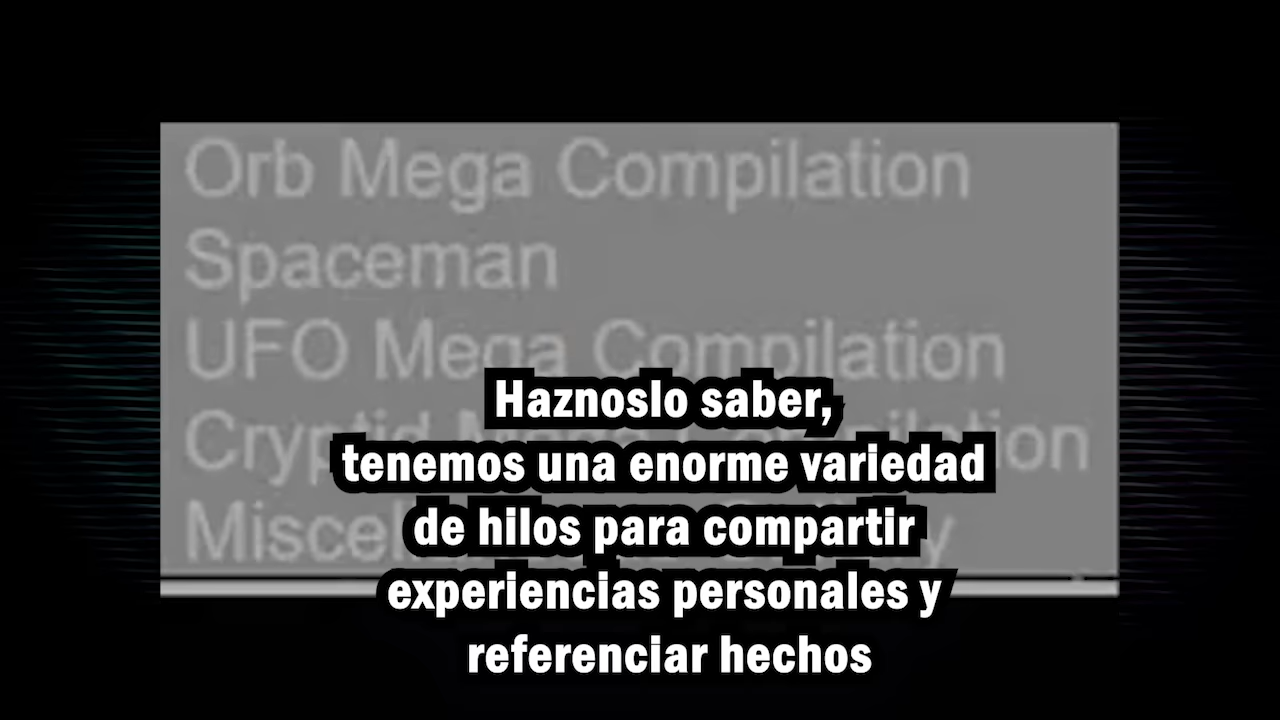 Orb Mega Compilation
Spaceman
UFO Mega Compilation
Haznoslo saber,
tenemos una enorme variedad
de hilos para compartir
experiencias personales y
referenciar hechos